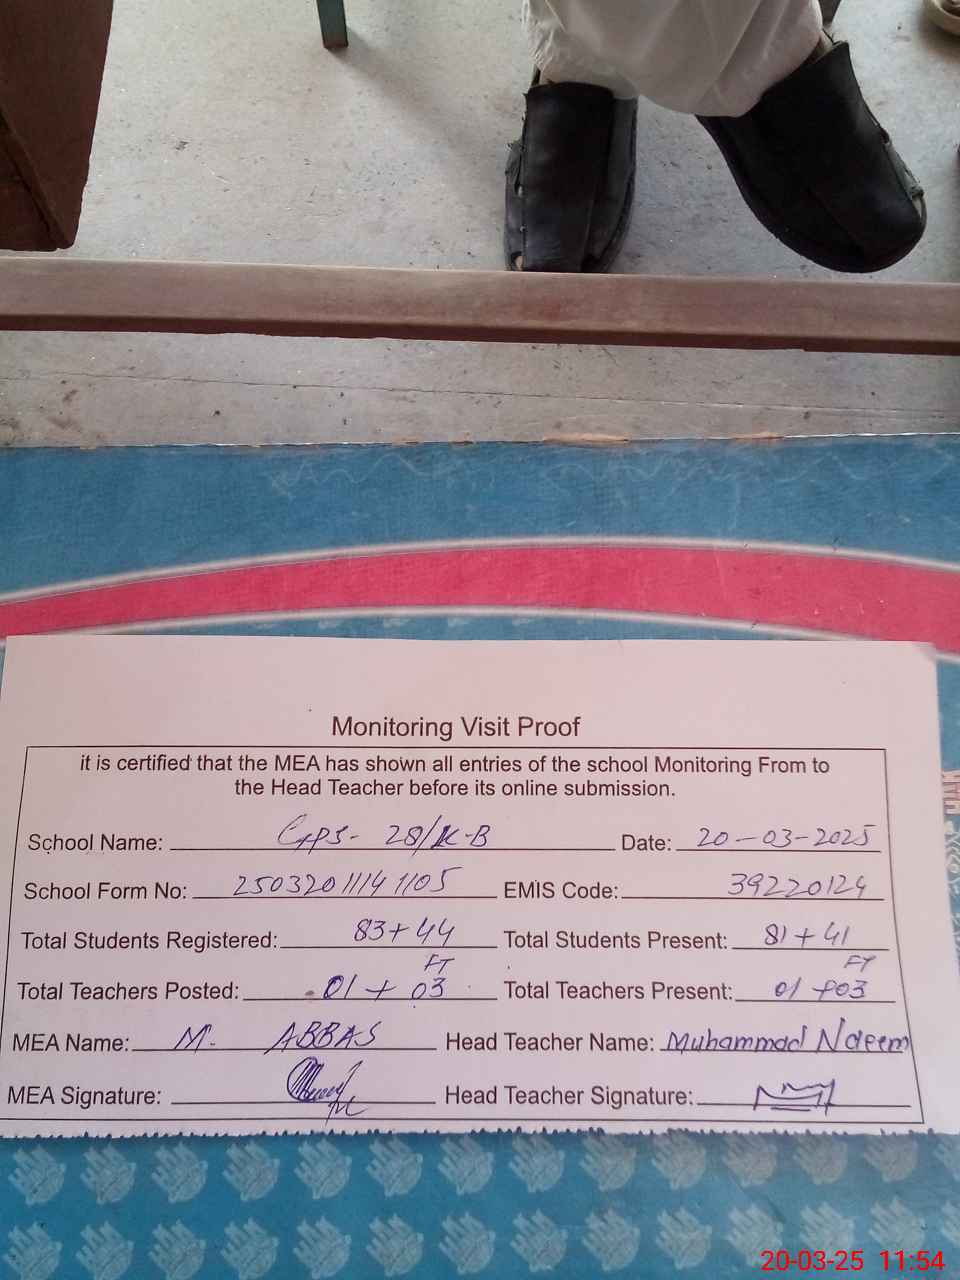 Monitoring Visit Proof
it is certified that the MEA has shown all entries of the school Monitoring From to
the Head Teacher before its online submission.
School Name: GPS- 28/K-B Date: 20-03-2025
School Form No: 25032011141105 EMIS Code: 39220124
Total Students Registered: 83+44 Total Students Present: 81+41
FT FT
Total Teachers Posted: 01 + 03 Total Teachers Present: 01 +03
MEA Name: M. ABBAS Head Teacher Name: Muhammad Naeem
MEA Signature: Head Teacher Signature:
20-03-25 11:54